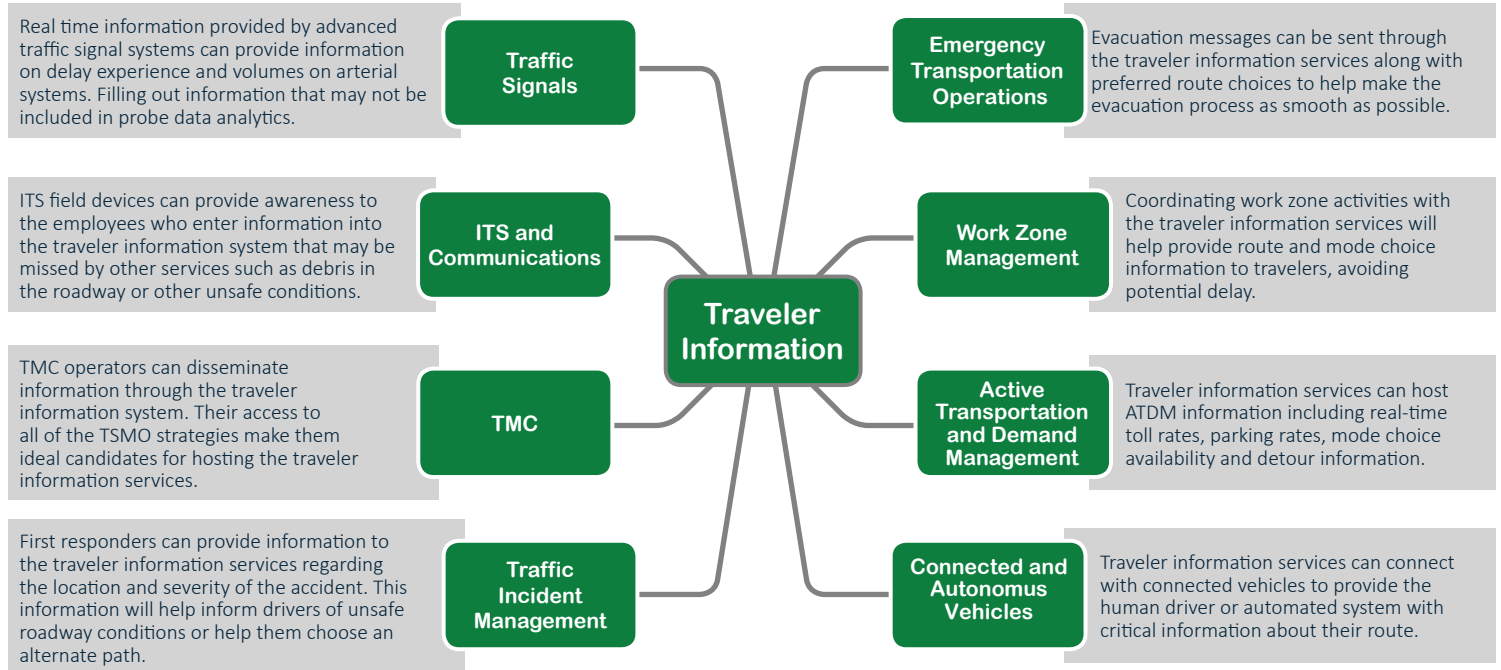 Real time information provided by advanced
traffic signal systems can provide information
on delay experience and volumes on arterial
systems. Filling out information that may not be
included in probe data analytics.
Traffic
Signals
Emergency
Transportation
Operations
Evacuation messages can be sent through
the traveler information services along with
preferred route choices to help make the
evacuation process as smooth as possible.
ITS field devices can provide awareness to
the employees who enter information into
the traveler information system that may be
missed by other services such as debris in
the roadway or other unsafe conditions.
ITS and
Communications
Work Zone
Management
Coordinating work zone activities with
the traveler information services will
help provide route and mode choice
information to travelers, avoiding
potential delay.
Traveler
Information
TMC operators can disseminate
information through the traveler
information system. Their access to
all of the TSMO strategies make them
ideal candidates for hosting the traveler
information services.
TMC
Active
Transportation
and Demand
Management
Traveler information services can host
ATDM information including real-time
toll rates, parking rates, mode choice
availability and detour information.
First responders can provide information to
the traveler information services regarding
the location and severity of the accident. This
information will help inform drivers of unsafe
roadway conditions or help them choose an
alternate path.
Traffic
Incident
Management
Connected and
Autonomus
Vehicles
Traveler information services can connect
with connected vehicles to provide the
human driver or automated system with
critical information about their route.